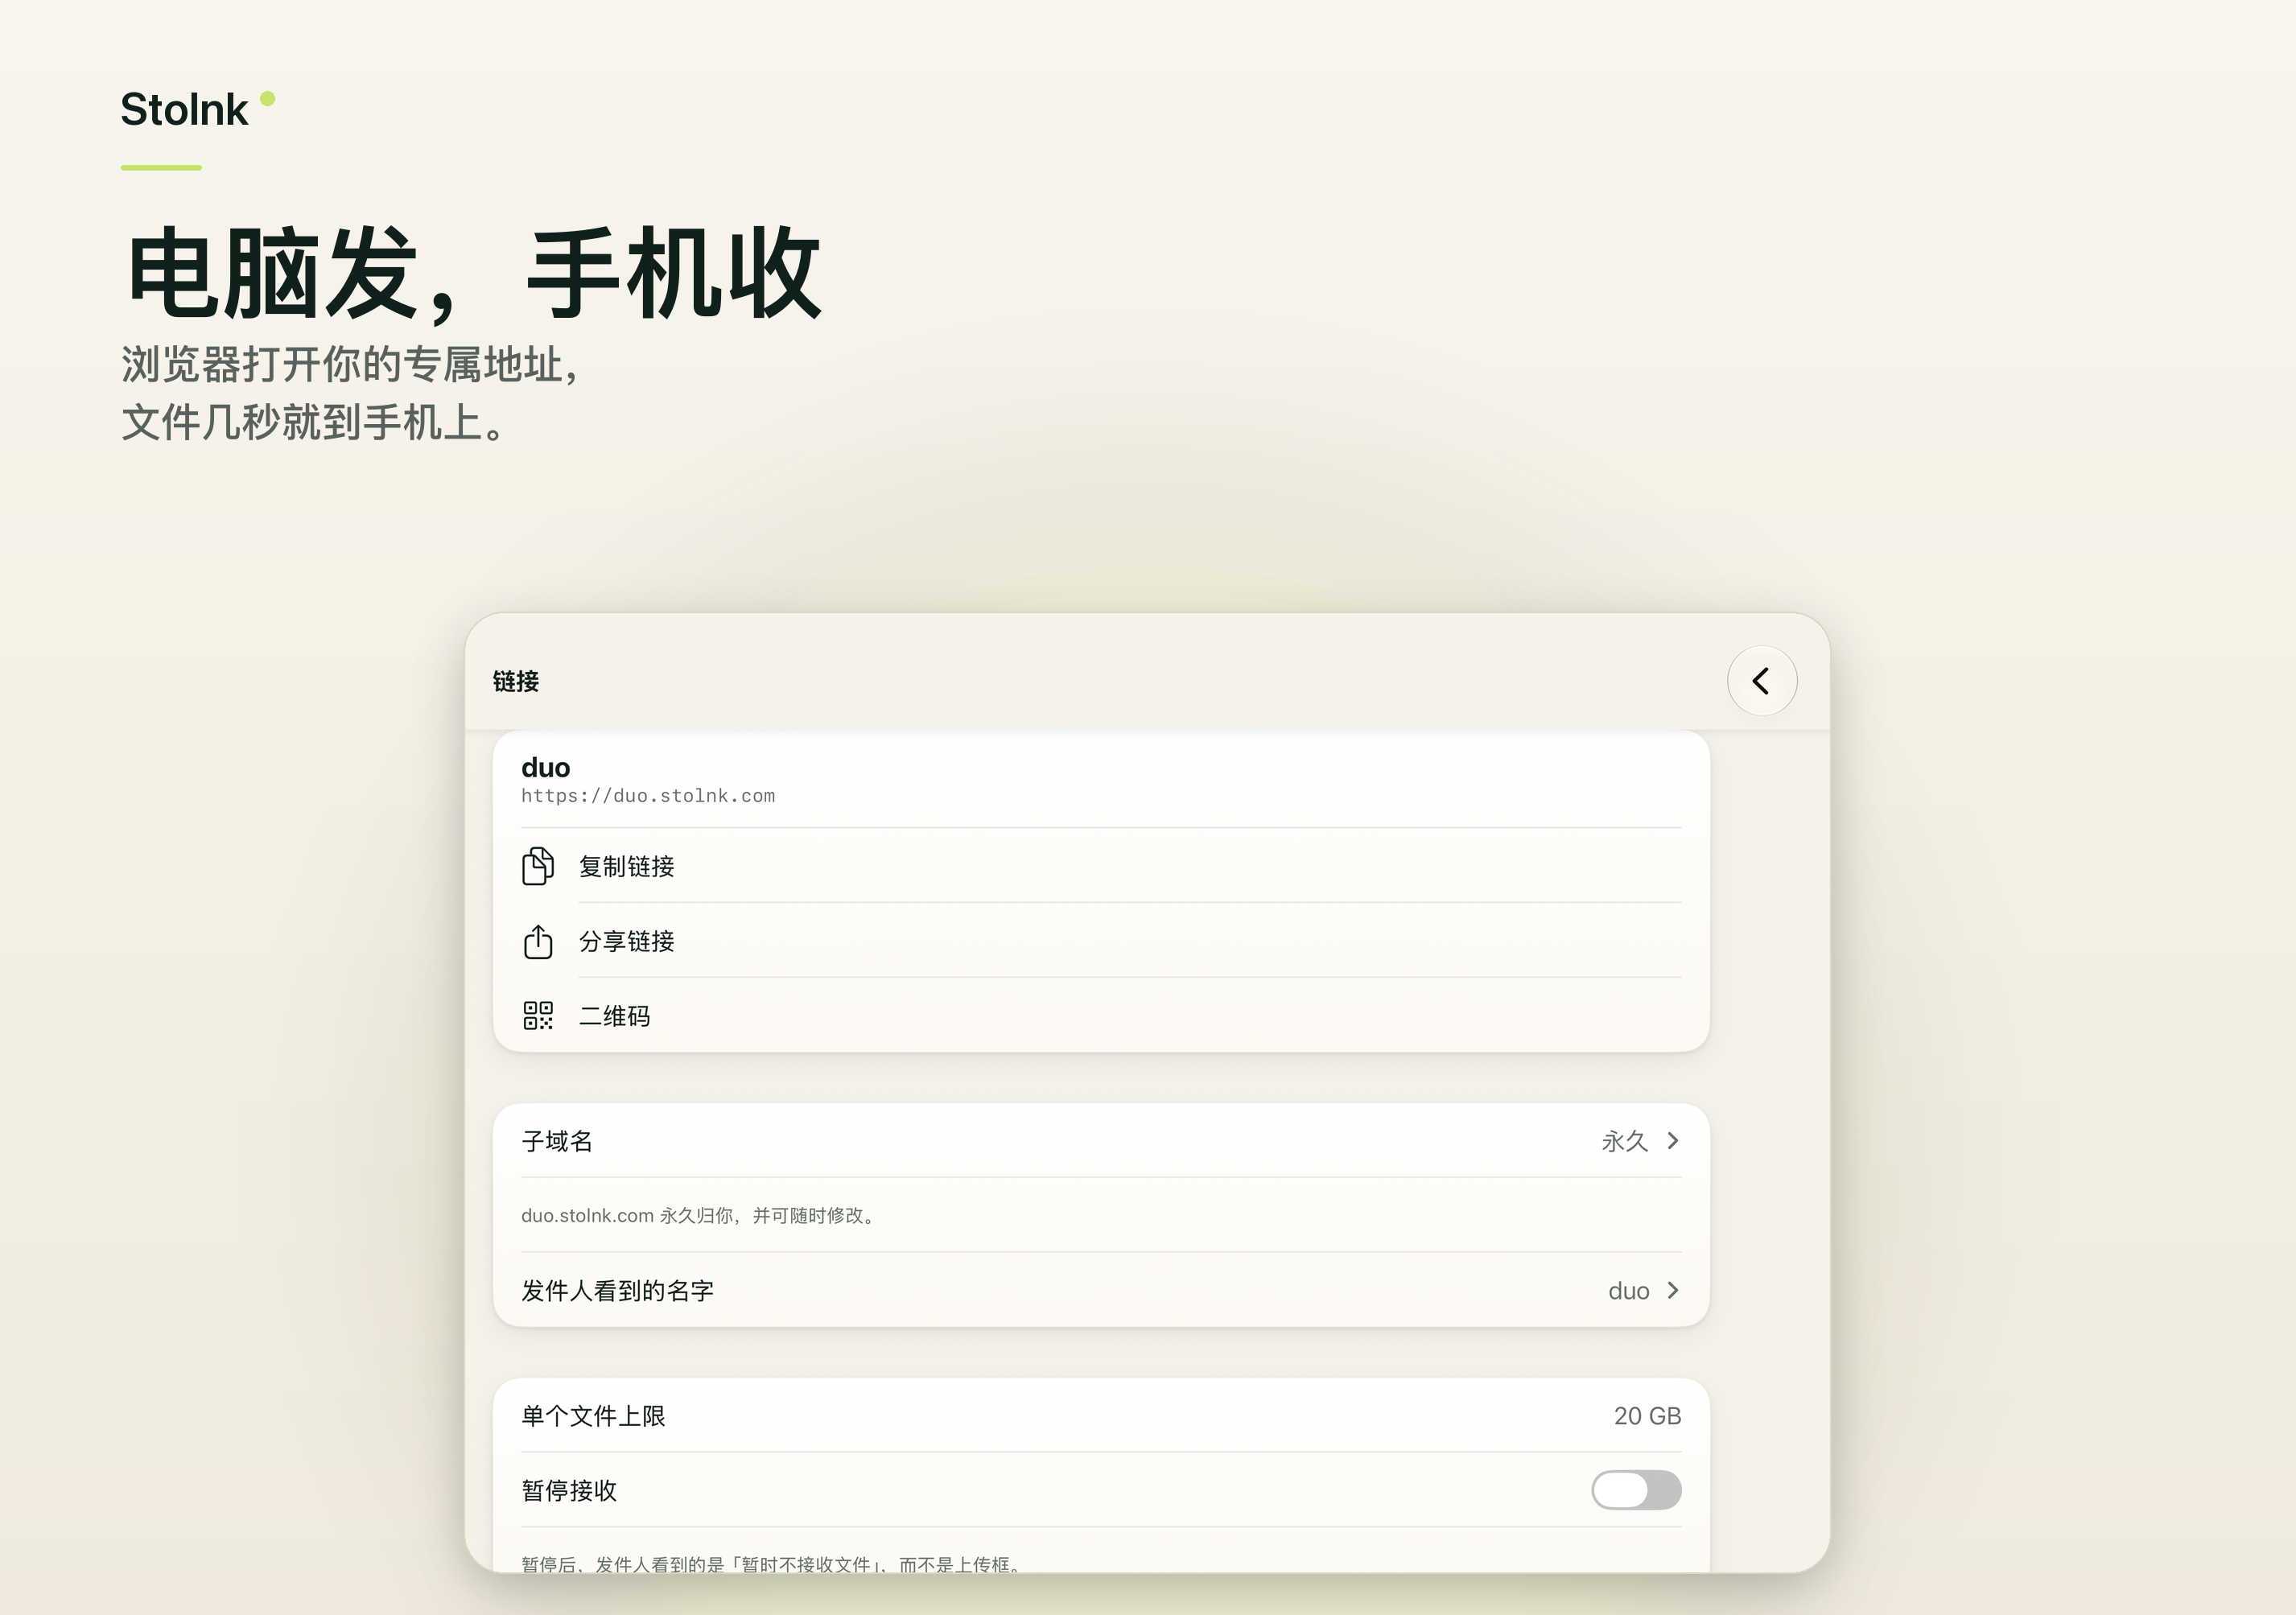 Stolnk
电脑发，手机收
浏览器打开你的专属地址，
文件几秒就到手机上。
链接
duo
https://duo.stolnk.com
复制链接
分享链接
二维码
子域名 永久
duo.stolnk.com 永久归你，并可随时修改。
发件人看到的名字 duo
单个文件上限 20 GB
暂停接收
暂停后，发件人看到的是「暂时不接收文件」，而不是上传框。